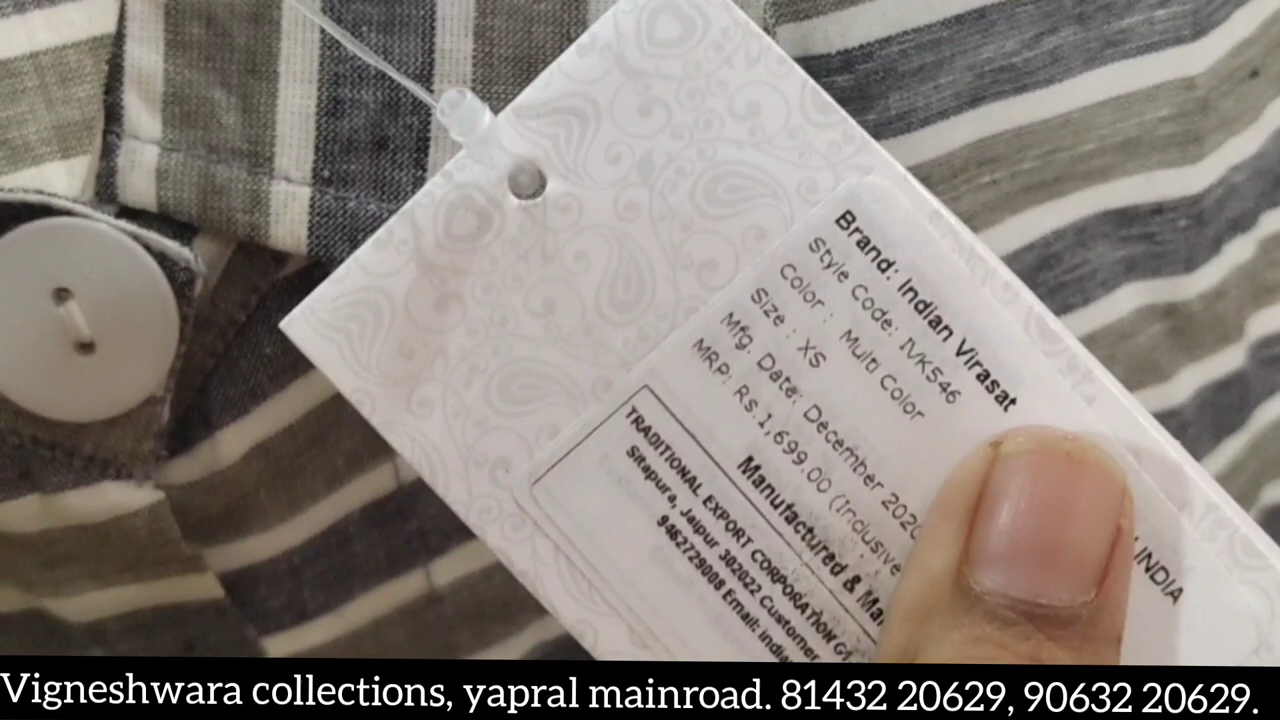 Brand: Indian Virasat
Style Code: IVK546
Color : Multi Color
Size : XS
Mfg. Date: December 2020
MRP: Rs.1,699.00 (Inclusive
Manufactured &
INDIA
TRADITIONAL EXPORT CORPORATION
Sitapura, Jaipur 302022 Customer
9462729008 Email:
Vigneshwara collections, yapral mainroad. 81432 20629, 90632 20629.